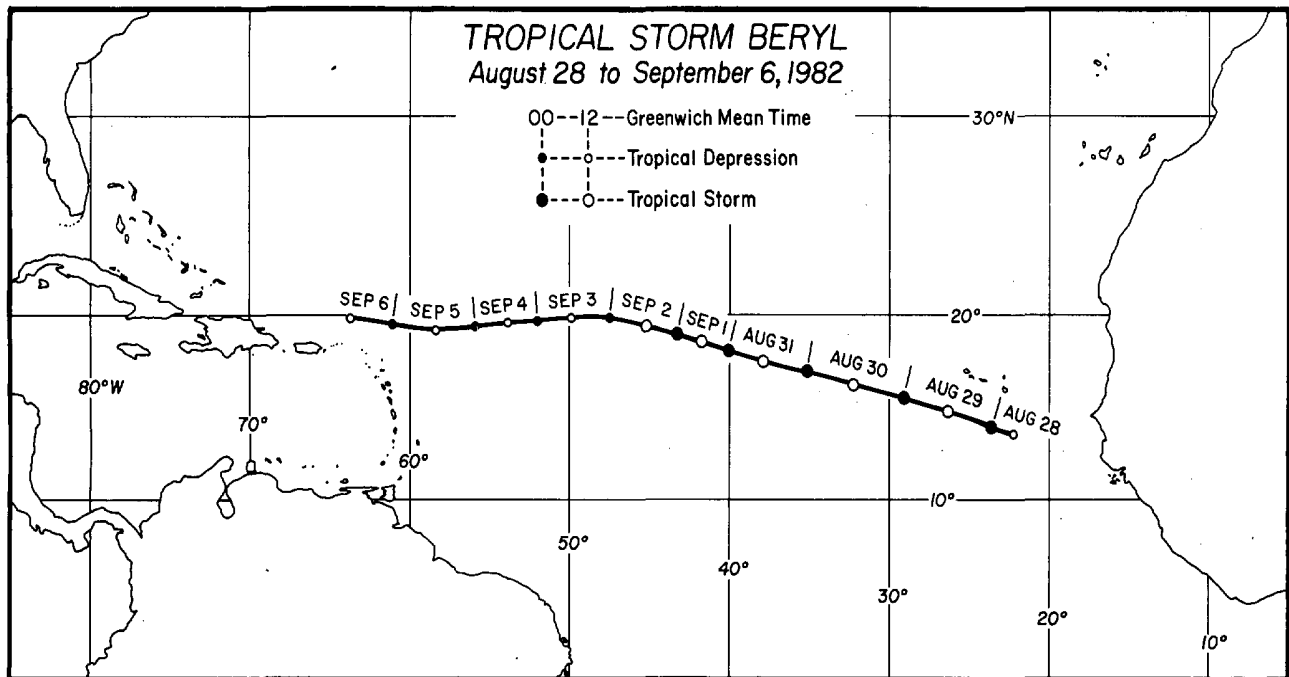 TROPICAL STORM BERYL
August 28 to September 6, 1982
00--12--Greenwich Mean Time
Tropical Depression
Tropical Storm
30°N
SEP 6
SEP 5
SEP 4
SEP 3
SEP 2
SEP 1
AUG 31
AUG 30
AUG 29
AUG 28
20°
10°
80°W
70°
60°
50°
40°
30°
20°
10°